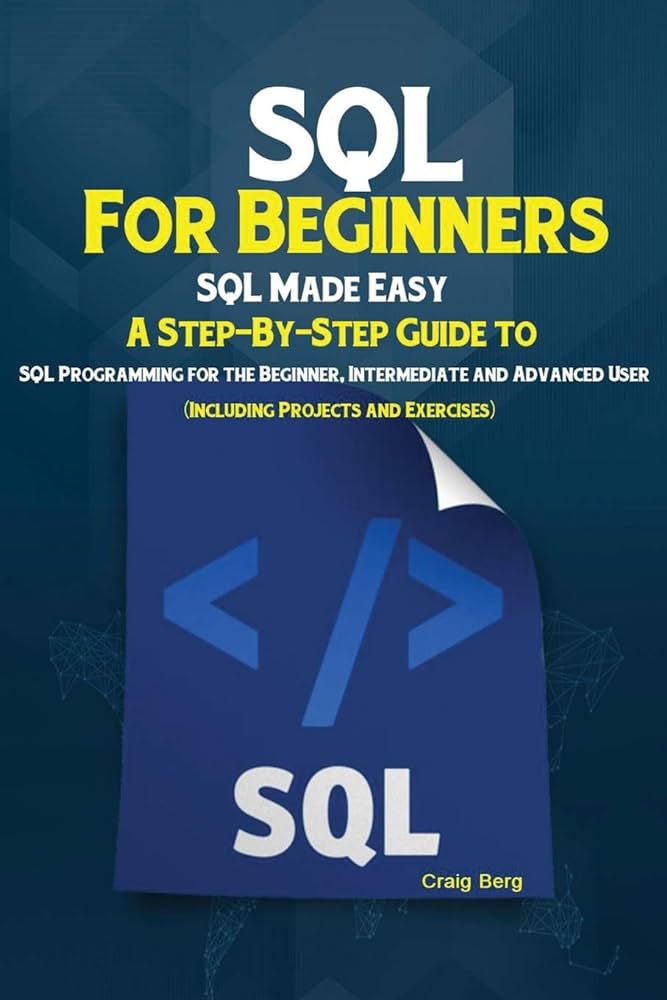 SQL
For Beginners
SQL Made Easy
A Step-By-Step Guide to
SQL Programming for the Beginner, Intermediate and Advanced User
(Including Projects and Exercises)
</>
SQL
Craig Berg